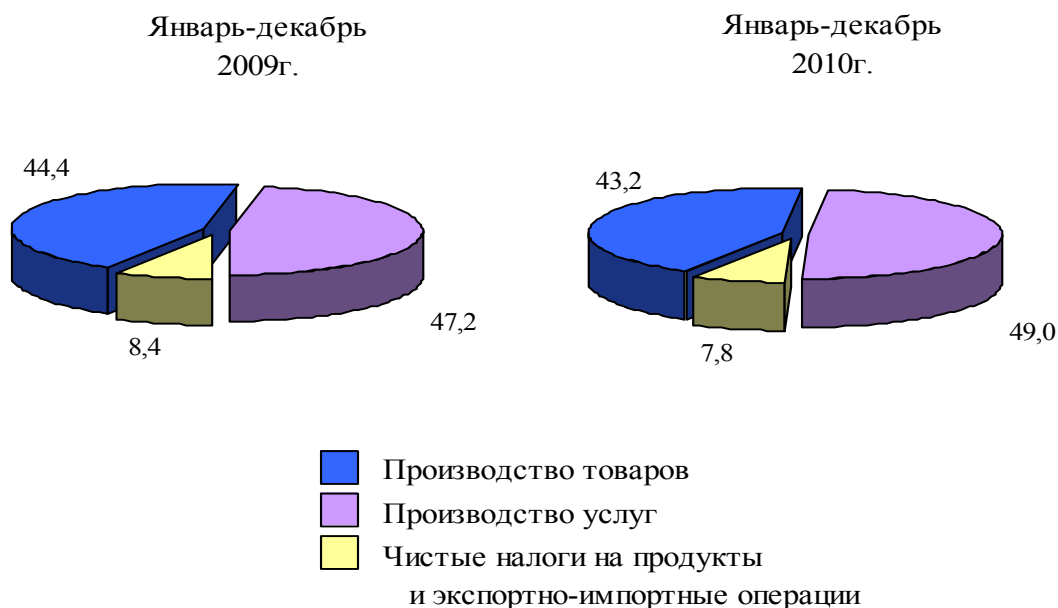 Январь-декабрь
2009г.
Январь-декабрь
2010г.
44,4
47,2
8,4
43,2
49,0
7,8
Производство товаров
Производство услуг
Чистые налоги на продукты
и экспортно-импортные операции